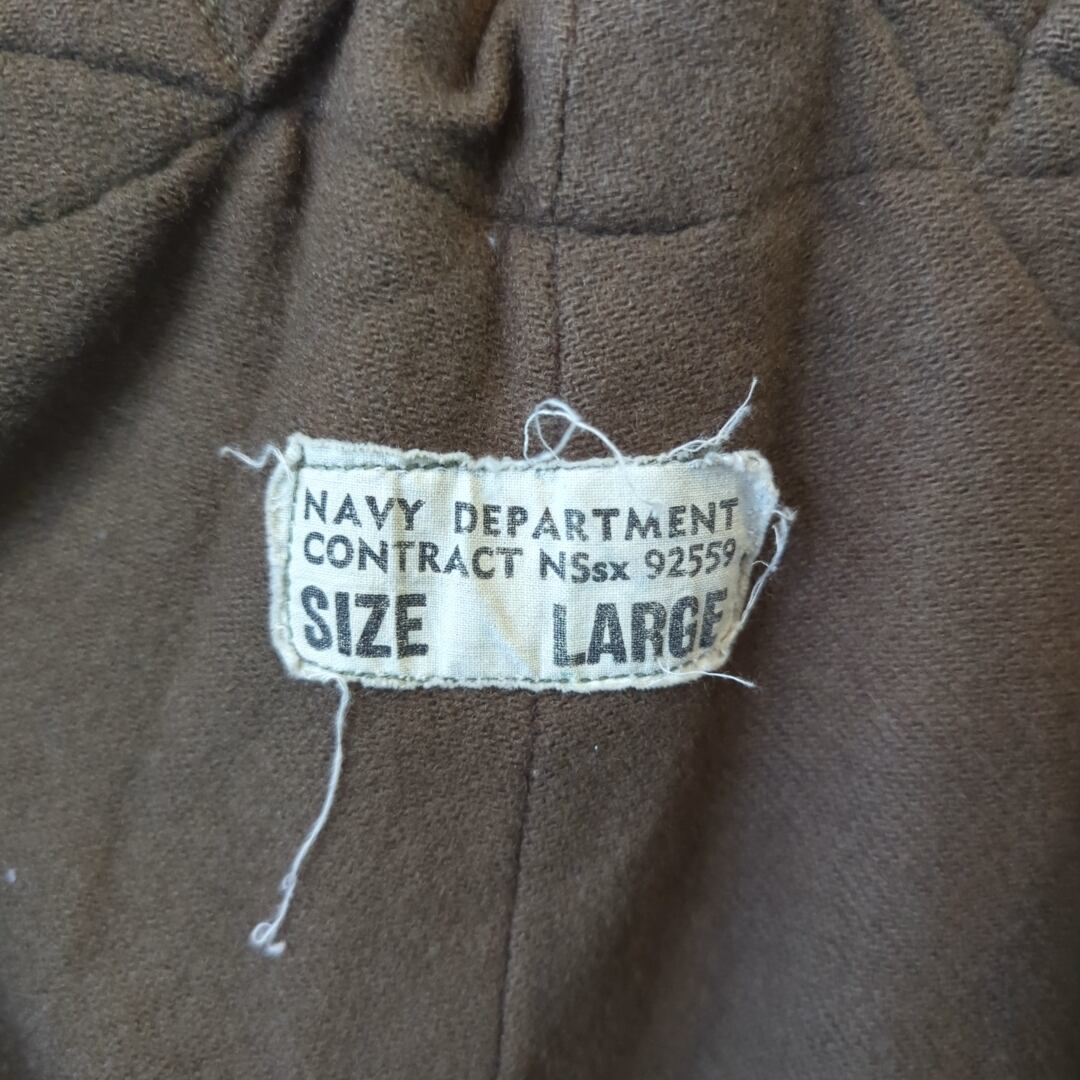 NAVY DEPARTMENT
CONTRACT NSsx 92559
SIZE LARGE